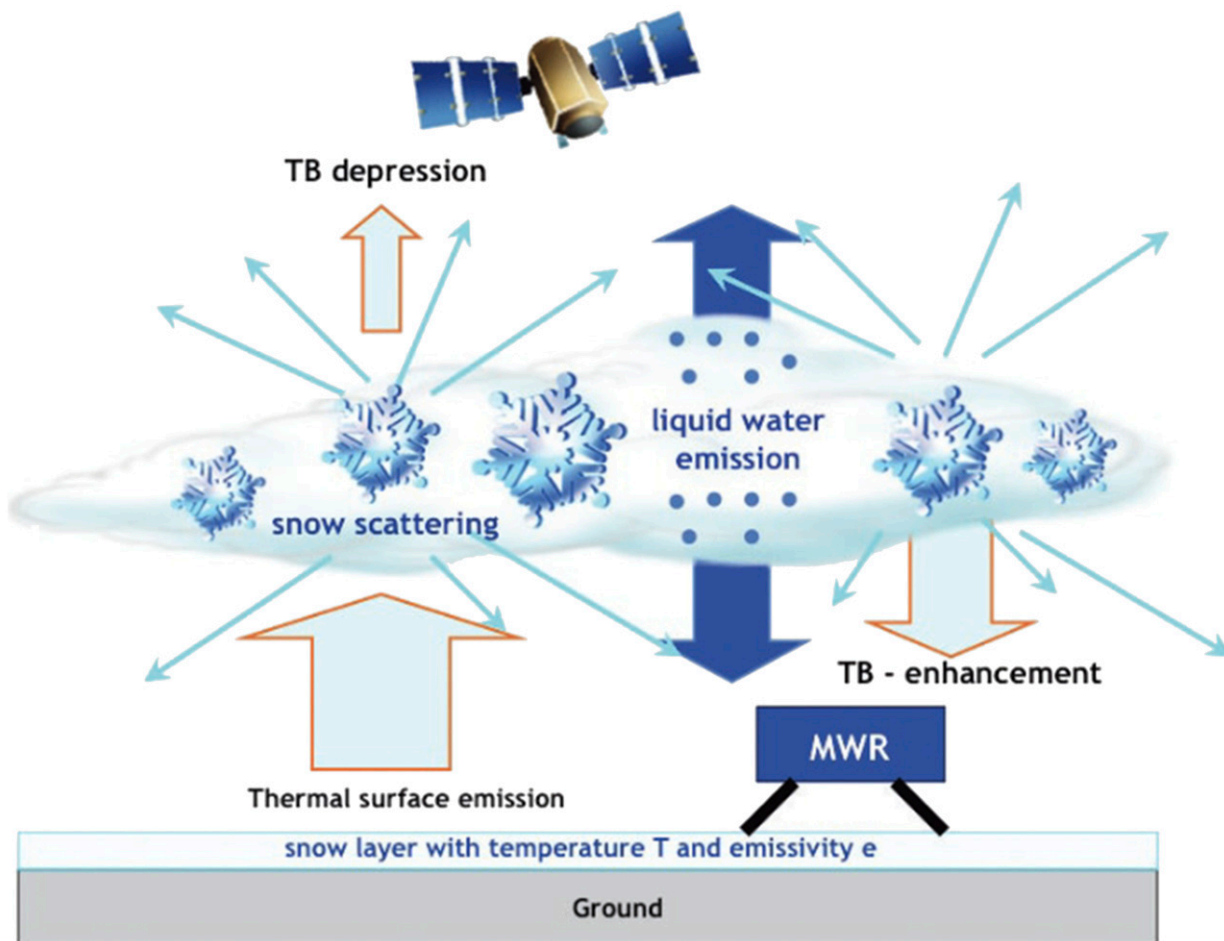 TB depression
liquid water
emission
snow scattering
TB - enhancement
MWR
Thermal surface emission
snow layer with temperature T and emissivity e
Ground